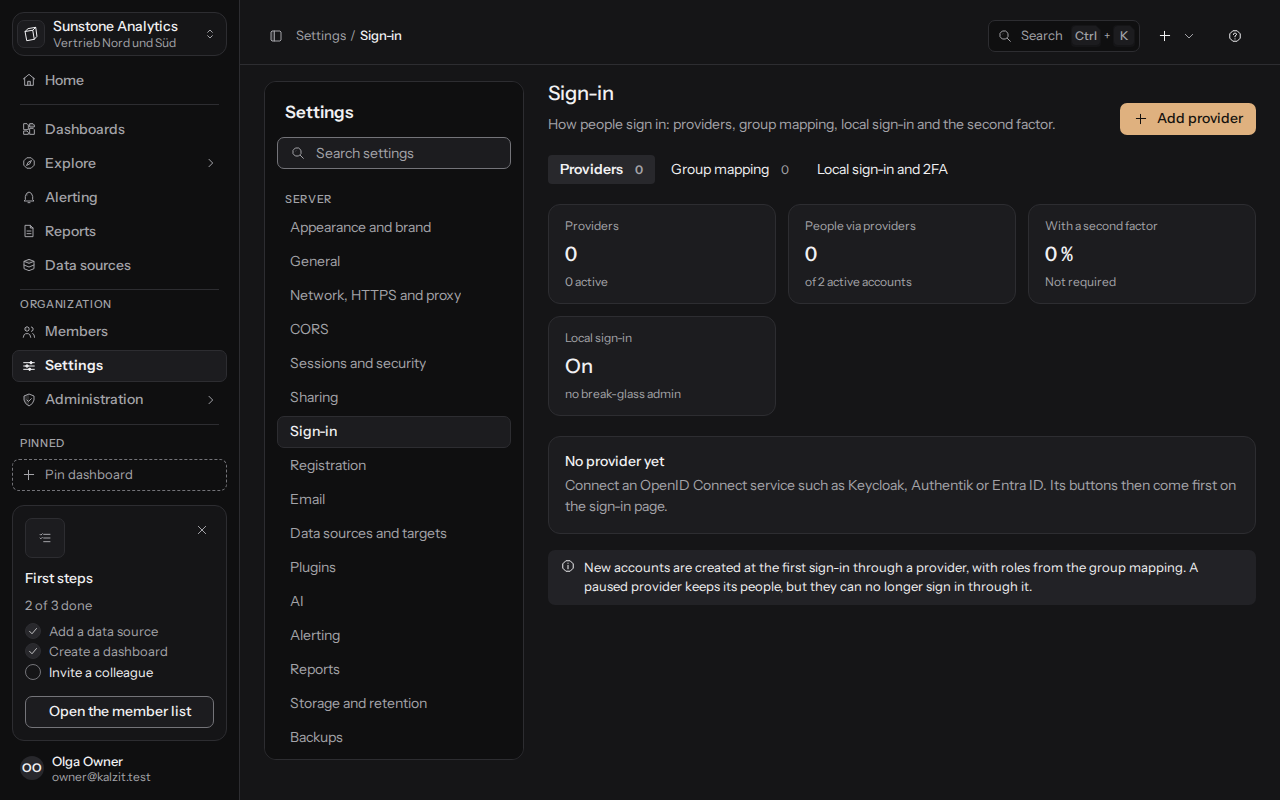 Sunstone Analytics
Vertrieb Nord und Süd
Home
Dashboards
Explore
Alerting
Reports
Data sources
ORGANIZATION
Members
Settings
Administration
PINNED
Pin dashboard
First steps
2 of 3 done
Add a data source
Create a dashboard
Invite a colleague
Open the member list
OO
Olga Owner
owner@kalzit.test
Settings / Sign-in
Search Ctrl + K
Settings
Search settings
SERVER
Appearance and brand
General
Network, HTTPS and proxy
CORS
Sessions and security
Sharing
Sign-in
Registration
Email
Data sources and targets
Plugins
AI
Alerting
Reports
Storage and retention
Backups
Sign-in
How people sign in: providers, group mapping, local sign-in and the second factor.
Add provider
Providers 0
Group mapping 0
Local sign-in and 2FA
Providers
0
0 active
People via providers
0
of 2 active accounts
With a second factor
0 %
Not required
Local sign-in
On
no break-glass admin
No provider yet
Connect an OpenID Connect service such as Keycloak, Authentik or Entra ID. Its buttons then come first on
the sign-in page.
New accounts are created at the first sign-in through a provider, with roles from the group mapping. A
paused provider keeps its people, but they can no longer sign in through it.